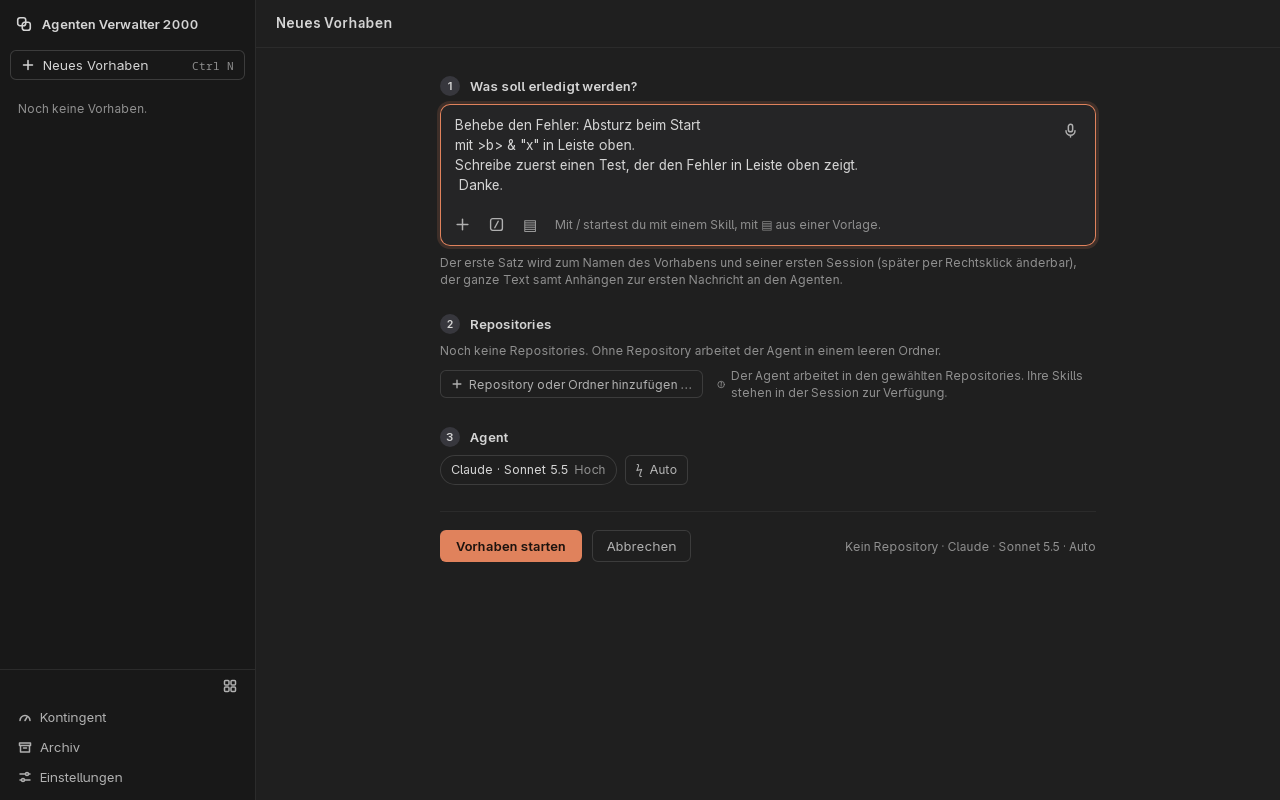 Agenten Verwalter 2000
Neues Vorhaben Ctrl N
Noch keine Vorhaben.
Kontingent
Archiv
Einstellungen
Neues Vorhaben
1 Was soll erledigt werden?
Behebe den Fehler: Absturz beim Start
mit >b> & "x" in Leiste oben.
Schreibe zuerst einen Test, der den Fehler in Leiste oben zeigt.
Danke.
Mit / startest du mit einem Skill, mit ▤ aus einer Vorlage.
Der erste Satz wird zum Namen des Vorhabens und seiner ersten Session (später per Rechtsklick änderbar),
der ganze Text samt Anhängen zur ersten Nachricht an den Agenten.
2 Repositories
Noch keine Repositories. Ohne Repository arbeitet der Agent in einem leeren Ordner.
Repository oder Ordner hinzufügen …
Der Agent arbeitet in den gewählten Repositories. Ihre Skills
stehen in der Session zur Verfügung.
3 Agent
Claude · Sonnet 5.5 Hoch
Auto
Vorhaben starten
Abbrechen
Kein Repository · Claude · Sonnet 5.5 · Auto